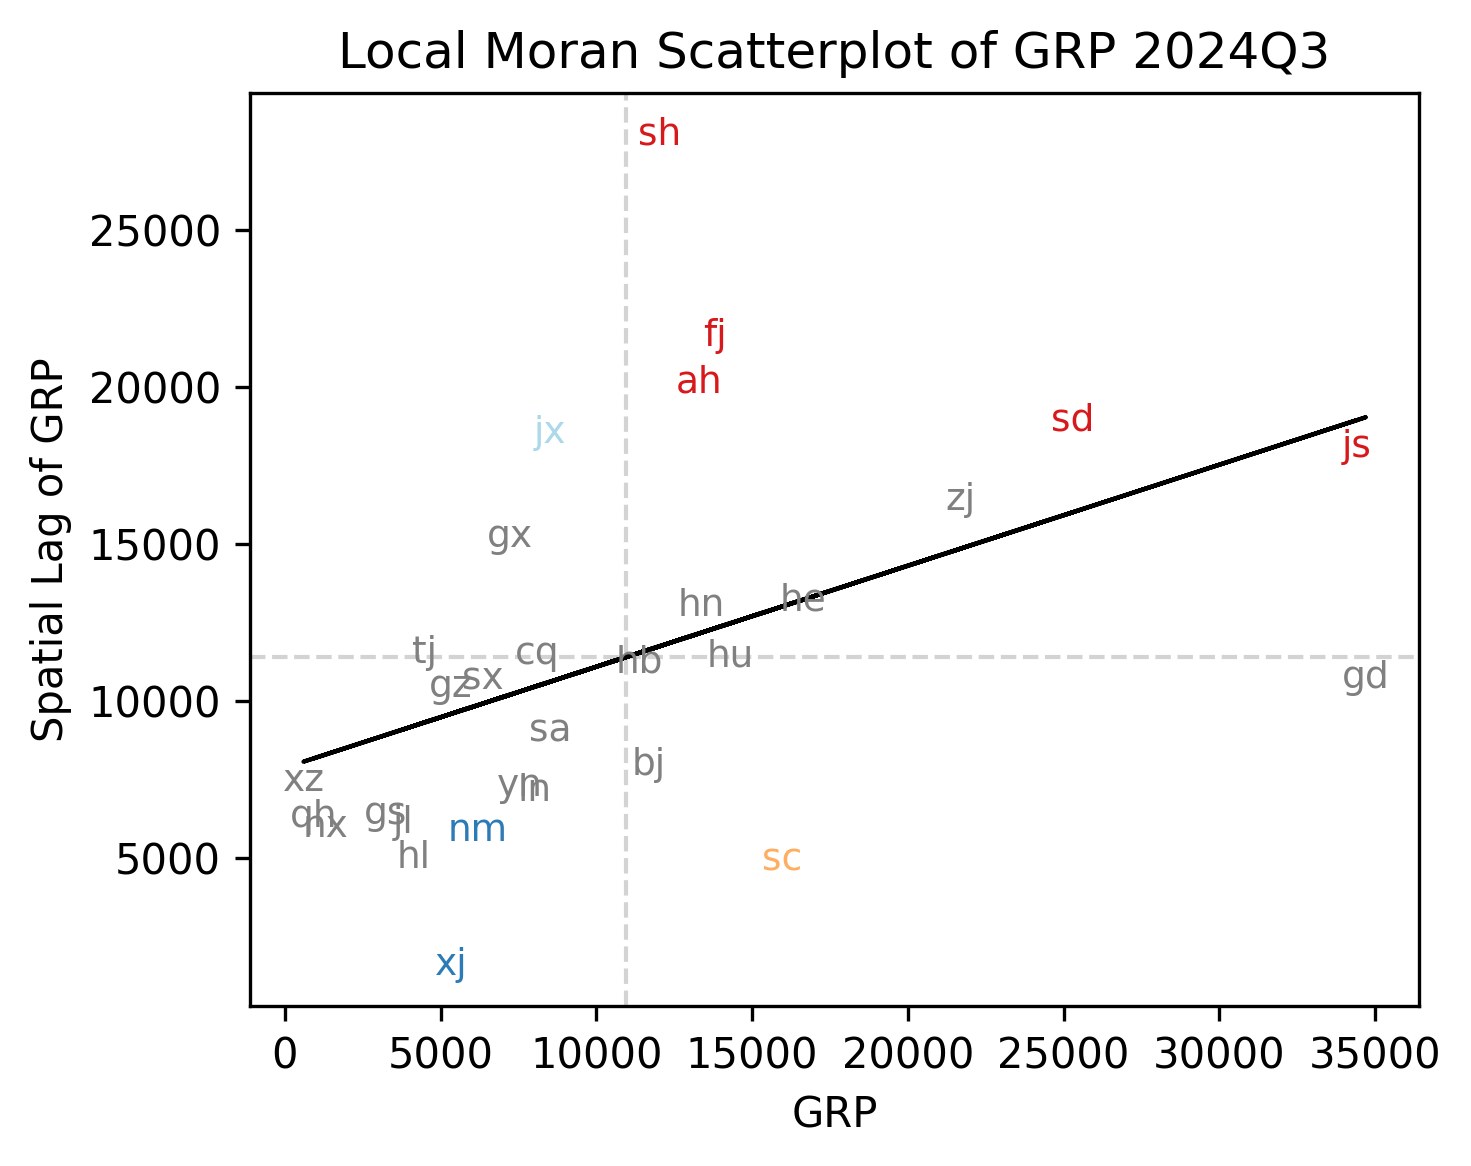 Local Moran Scatterplot of GRP 2024Q3
sh
25000
fj
20000
ah
sd
jx
js
zj
15000
gx
hn
he
tj
cq
hb
hu
gz
sx
gd
10000
sa
bj
xz
yn
ln
qh
nx
gs
jl
nm
hl
sc
5000
xj
Spatial Lag of GRP
0
5000
10000
15000
20000
25000
30000
35000
GRP